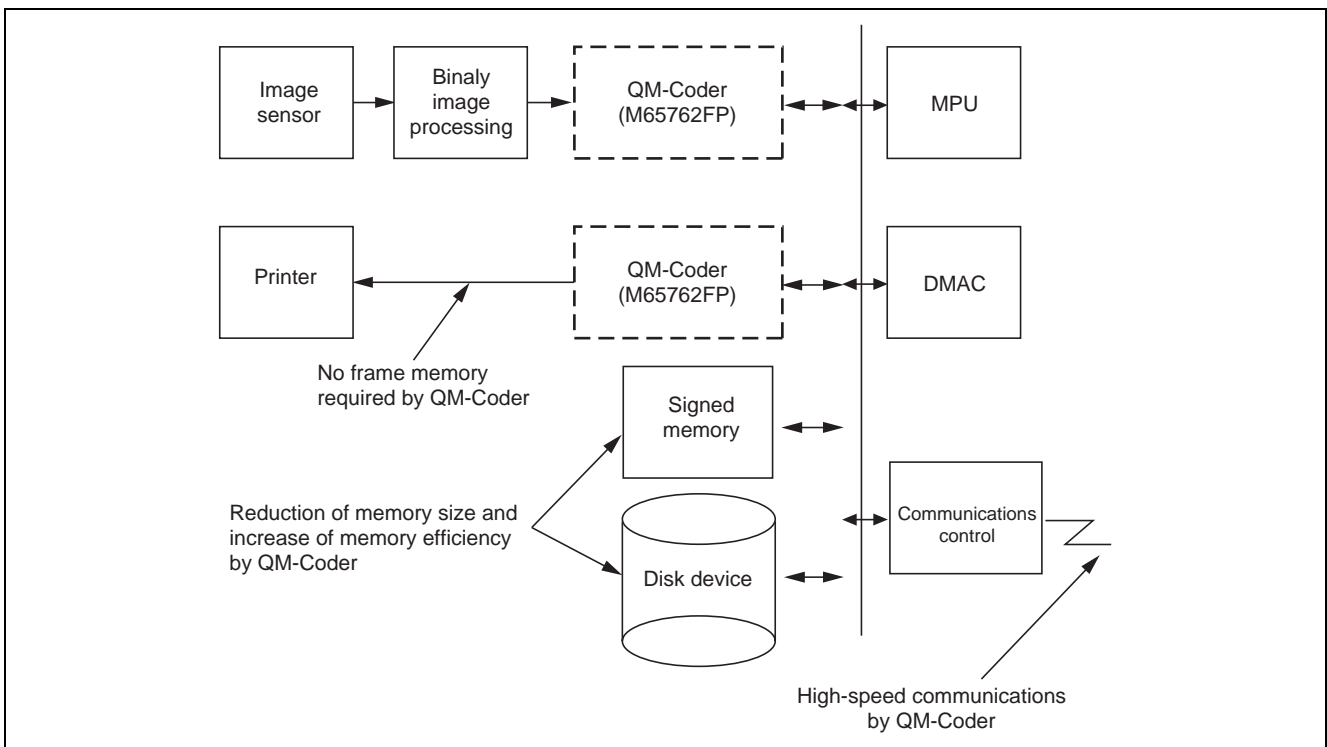 Image
sensor
Binaly
image
processing
QM-Coder
(M65762FP)
MPU
Printer
QM-Coder
(M65762FP)
DMAC
No frame memory
required by QM-Coder
Signed
memory
Reduction of memory size and
increase of memory efficiency
by QM-Coder
Communications
control
Disk device
High-speed communications
by QM-Coder